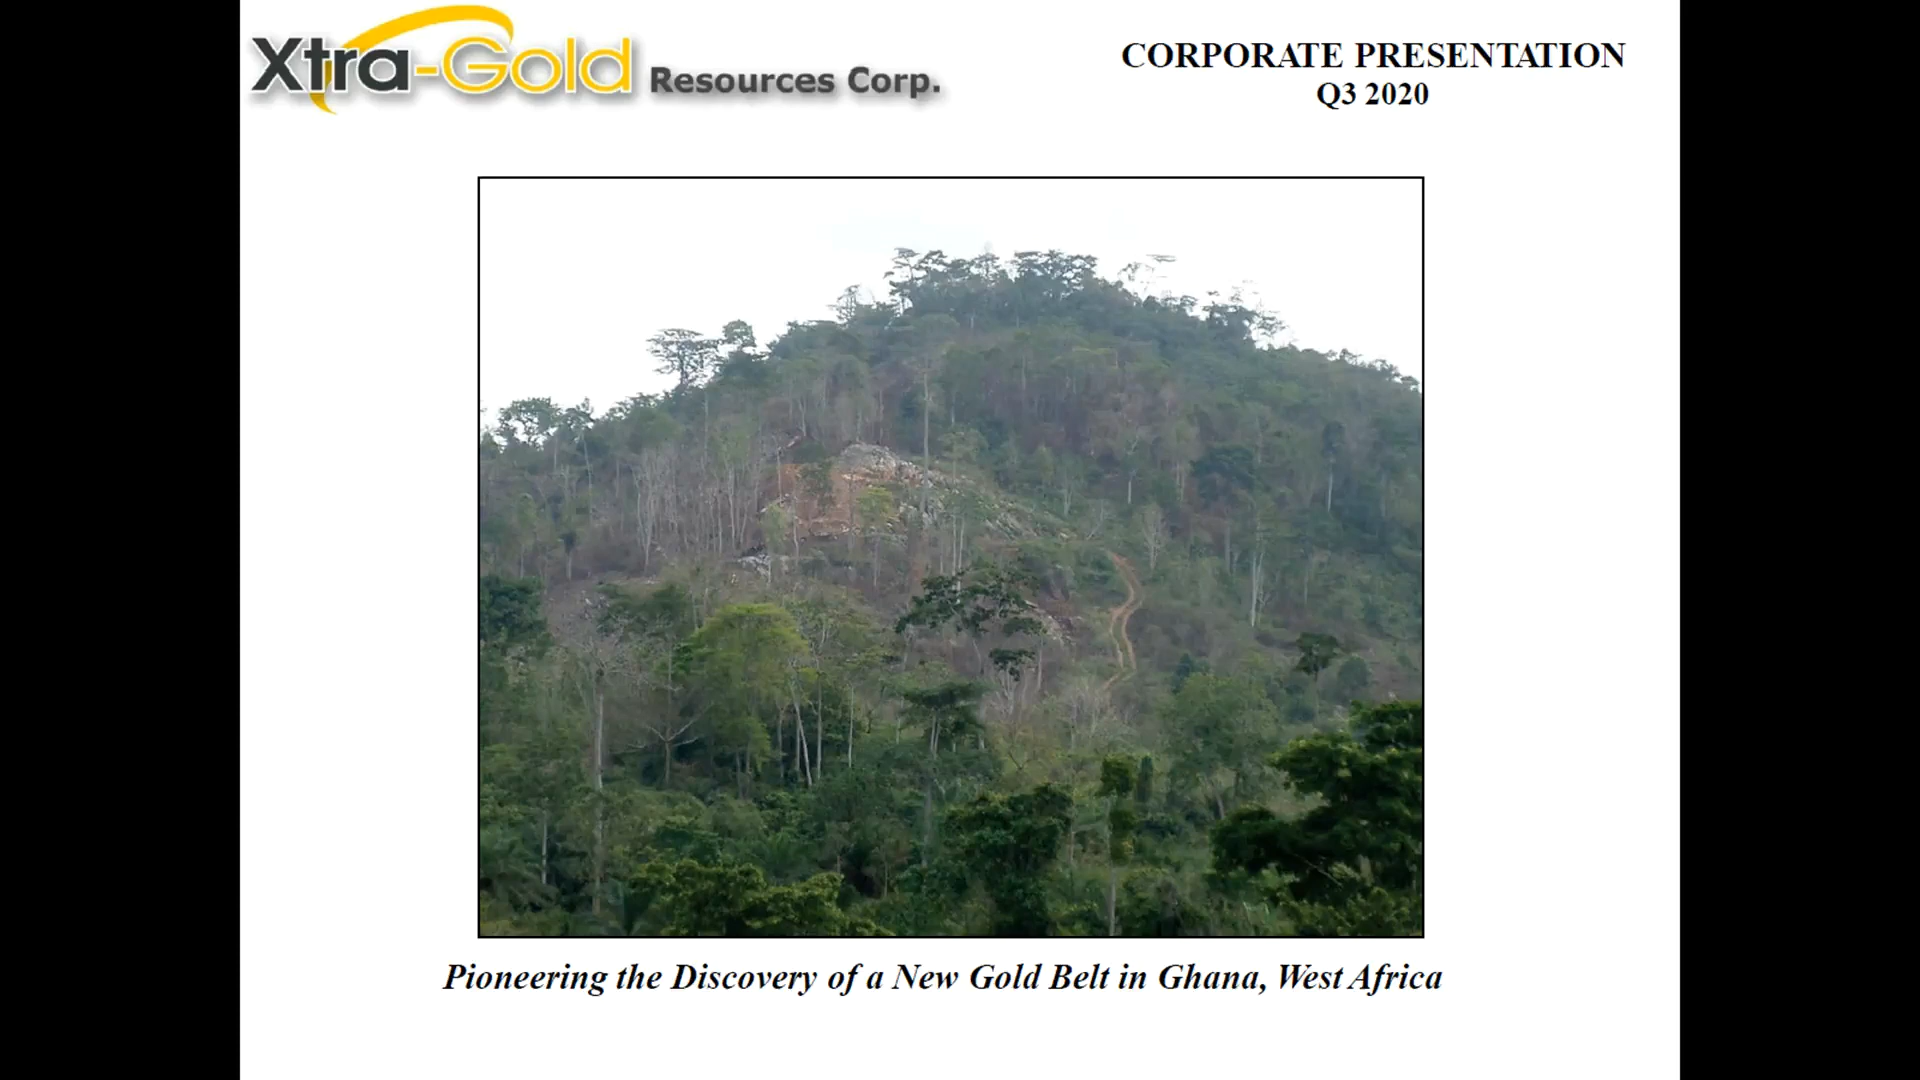 Xtra-Gold Resources Corp.
CORPORATE PRESENTATION
Q3 2020
Pioneering the Discovery of a New Gold Belt in Ghana, West Africa